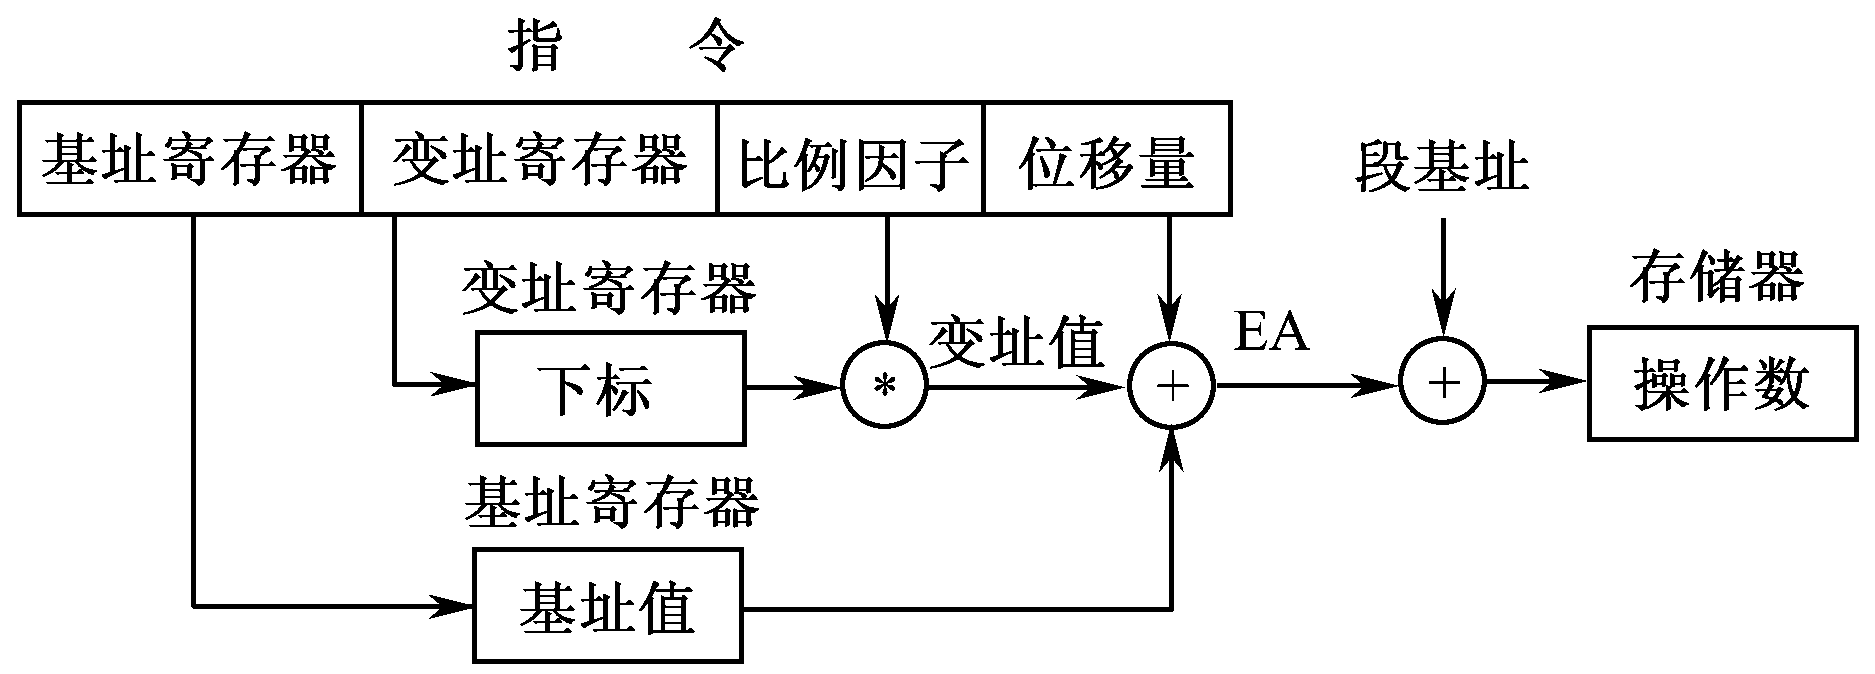 指 令
基址寄存器 变址寄存器 比例因子 位移量 段基址
变址寄存器 存储器
变址值 EA
下标 * + + 操作数
基址寄存器
基址值